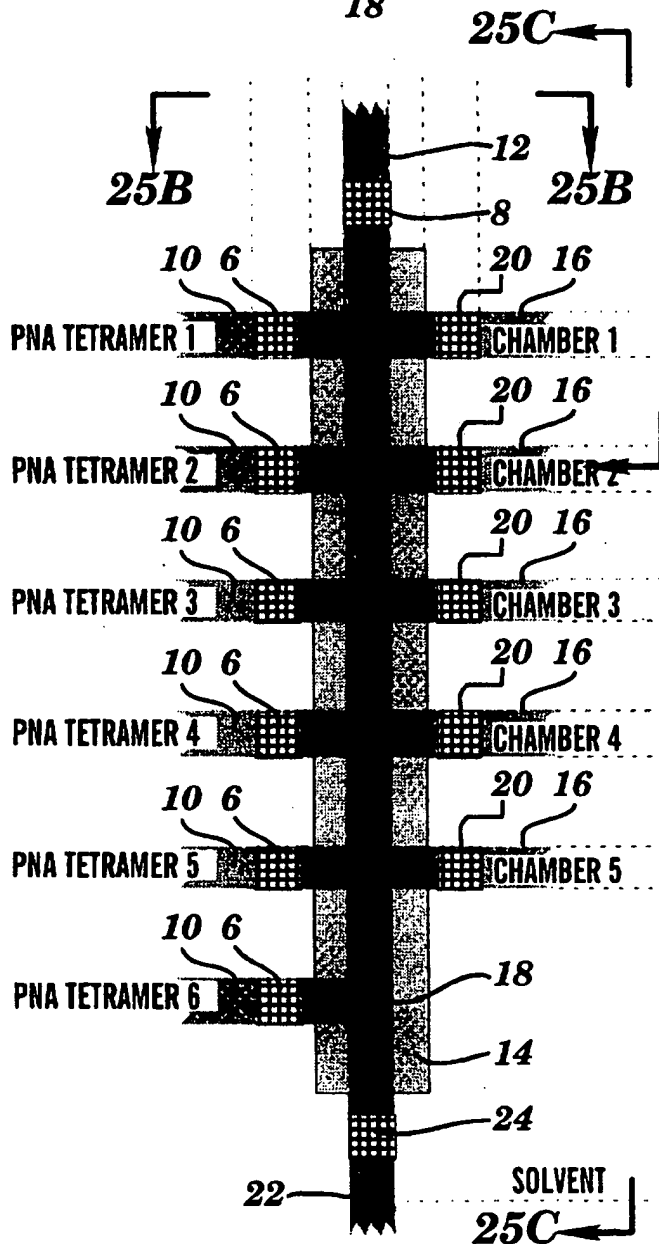 18
25C
12
25B 25B
8
10 6 20 16
PNA TETRAMER 1 CHAMBER 1
10 6 20 16
PNA TETRAMER 2 CHAMBER 2
10 6 20 16
PNA TETRAMER 3 CHAMBER 3
10 6 20 16
PNA TETRAMER 4 CHAMBER 4
10 6 20 16
PNA TETRAMER 5 CHAMBER 5
10 6
18
PNA TETRAMER 6
14
24
SOLVENT
22
25C